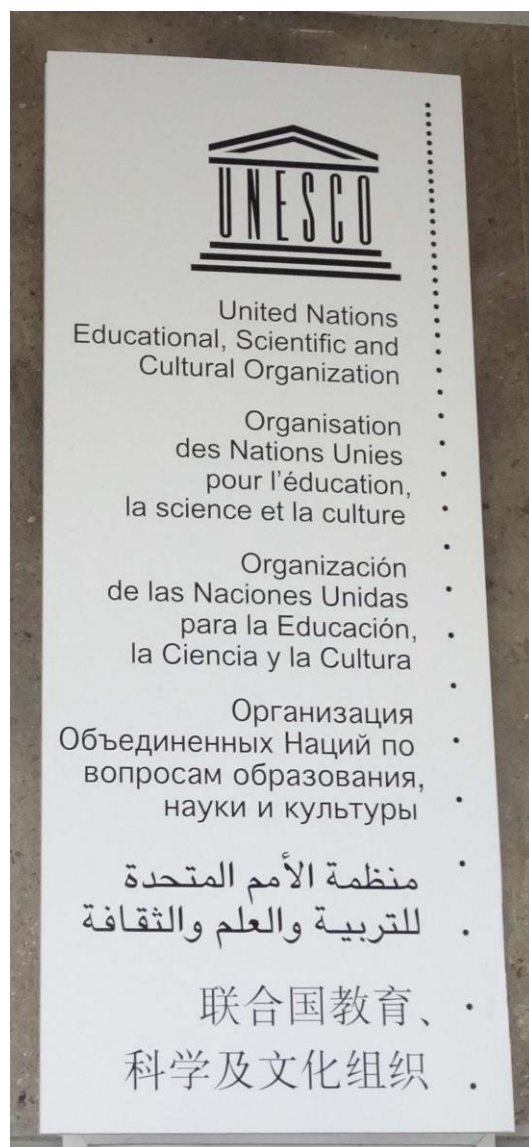 UNESCO
United Nations
Educational, Scientific and
Cultural Organization
Organisation
des Nations Unies
pour l'éducation,
la science et la culture
Organización
de las Naciones Unidas
para la Educación,
la Ciencia y la Cultura
Организация
Объединенных Наций по
вопросам образования,
науки и культуры
منظمة الأمم المتحدة
للتربية والعلم والثقافة
联合国教育、
科学及文化组织